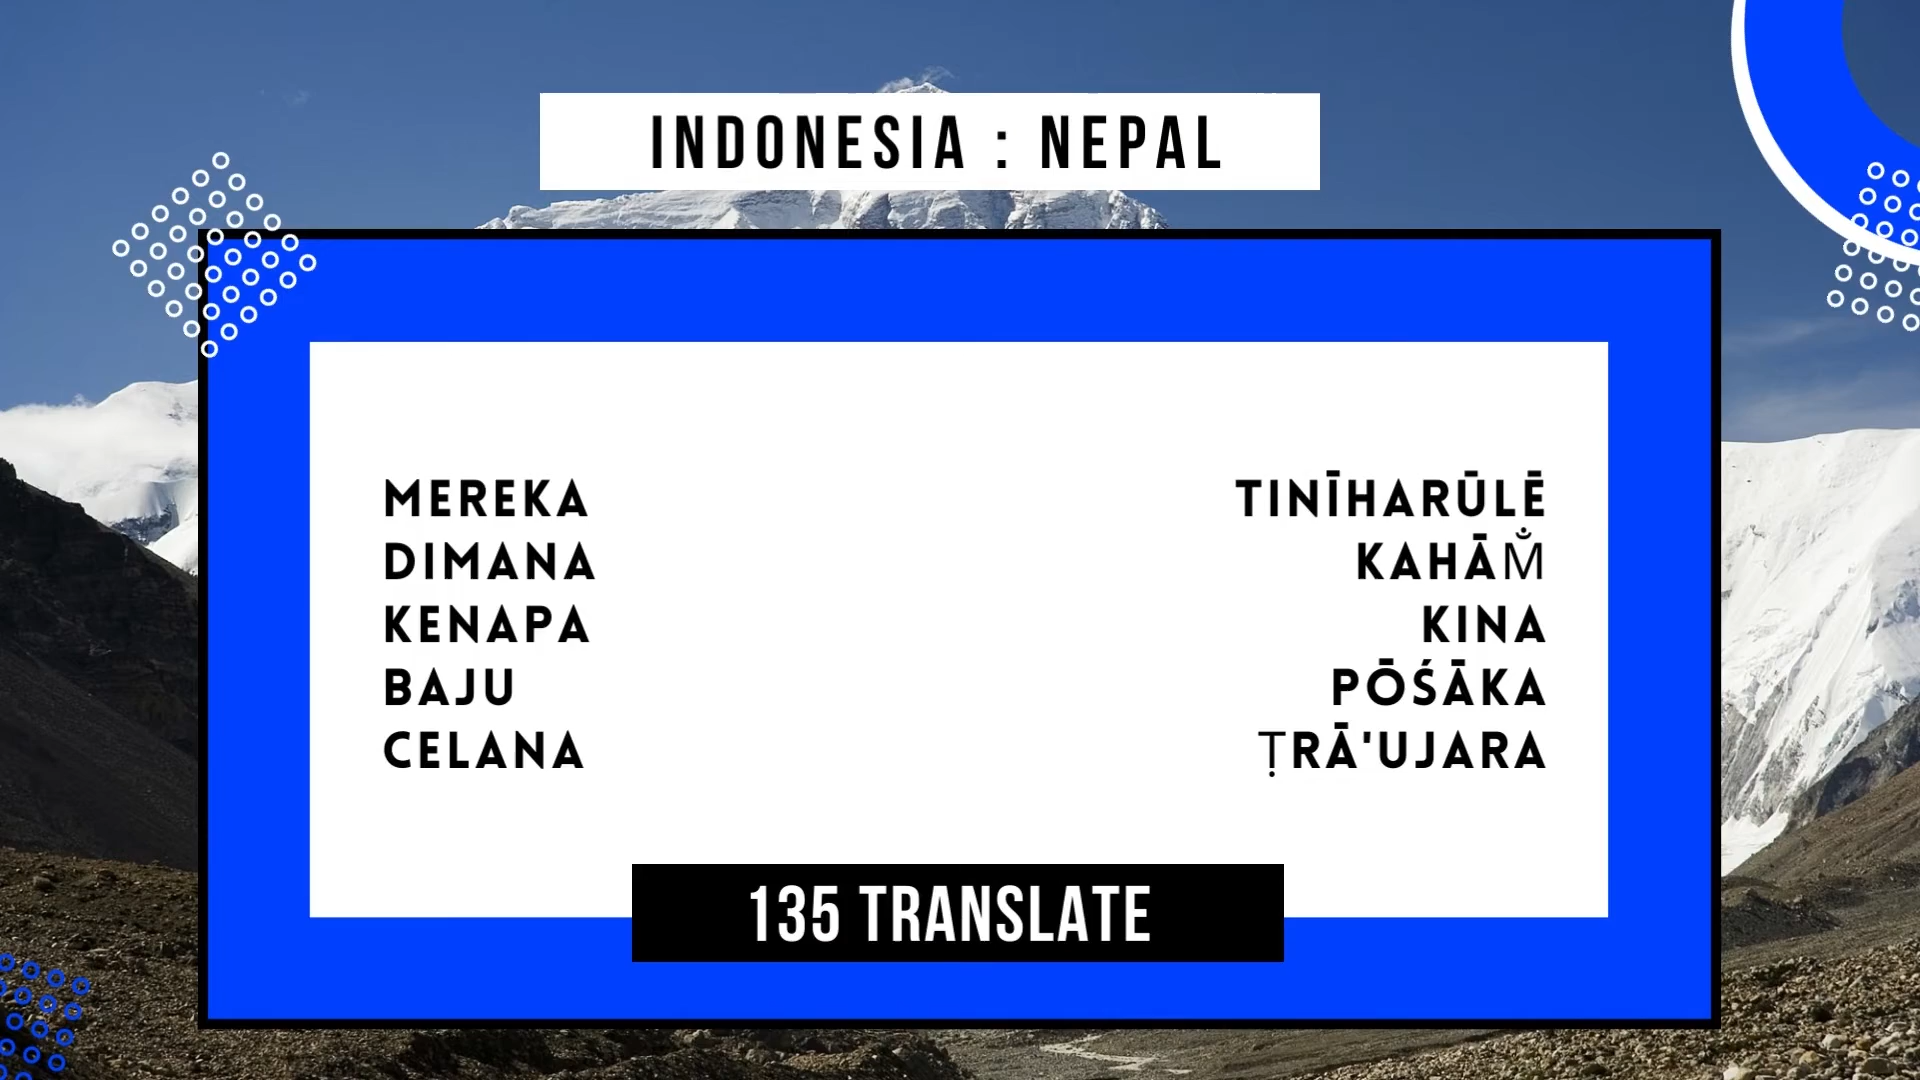 INDONESIA : NEPAL
MEREKA TINĪHARŪLĒ
DIMANA KAHĀM̐
KENAPA KINA
BAJU PŌŚĀKA
CELANA ṬRĀ'UJARA
135 TRANSLATE